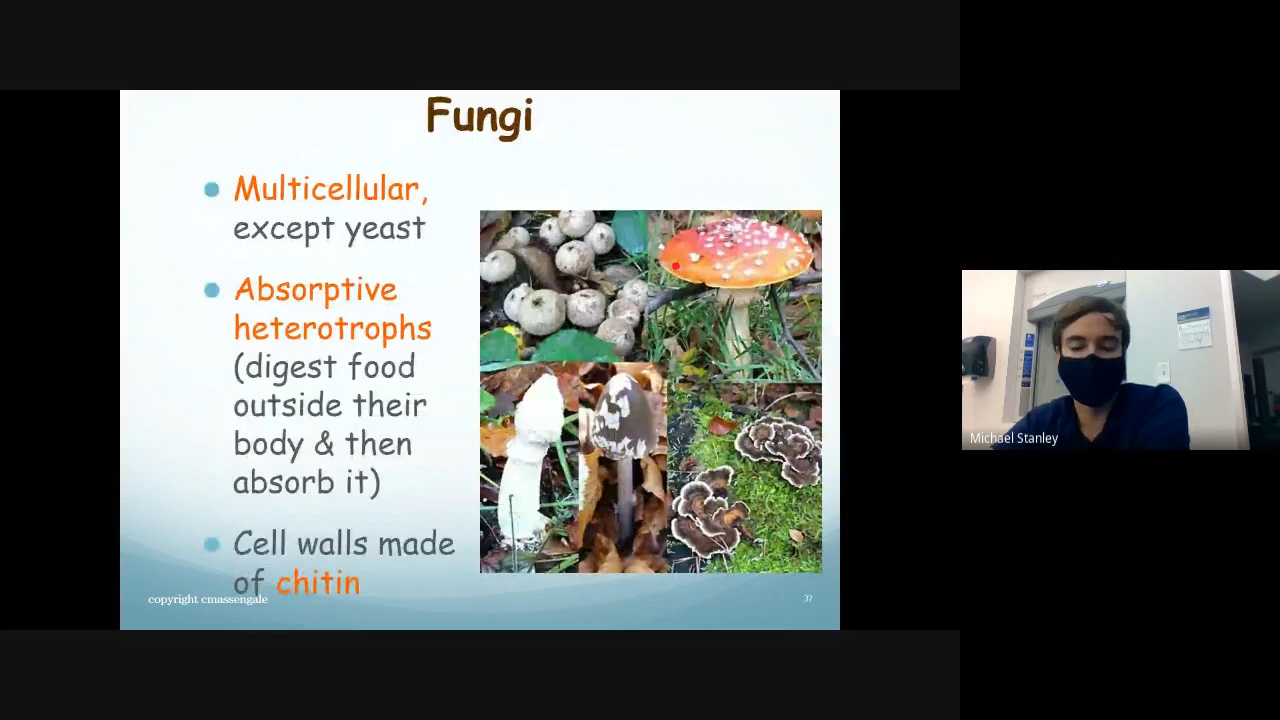 Fungi
Multicellular,
except yeast
Absorptive
heterotrophs
(digest food
outside their
body & then
absorb it)
Cell walls made
of chitin
copyright cmassengale
37
Michael Stanley